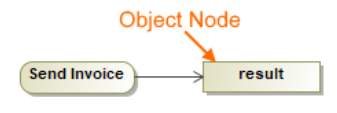 Object Node
Send Invoice
result